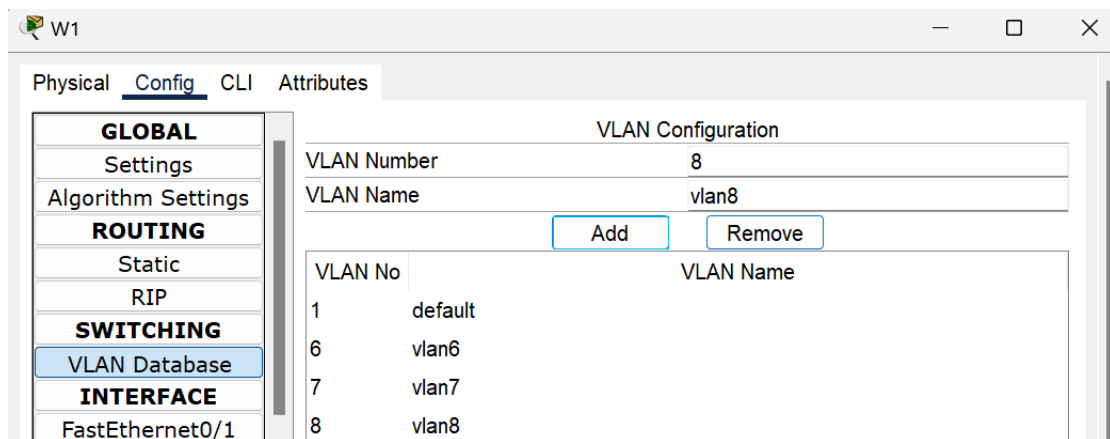 W1
Physical Config CLI Attributes
GLOBAL
Settings
Algorithm Settings
ROUTING
Static
RIP
SWITCHING
VLAN Database
INTERFACE
FastEthernet0/1
VLAN Configuration
VLAN Number 8
VLAN Name vlan8
Add Remove
VLAN No VLAN Name
1 default
6 vlan6
7 vlan7
8 vlan8